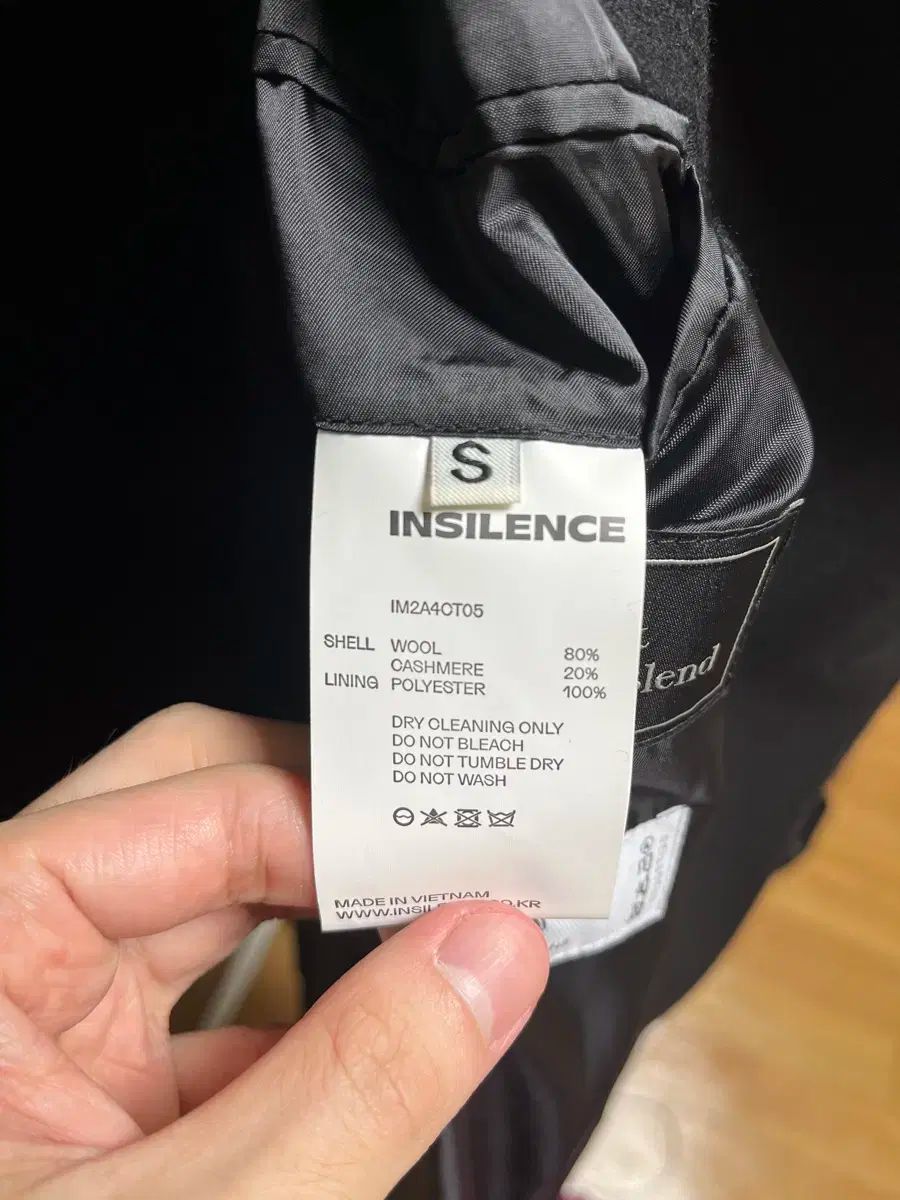 S
INSILENCE
IM2A4OT05
SHELL WOOL 80%
CASHMERE 20%
LINING POLYESTER 100%
DRY CLEANING ONLY
DO NOT BLEACH
DO NOT TUMBLE DRY
DO NOT WASH
MADE IN VIETNAM